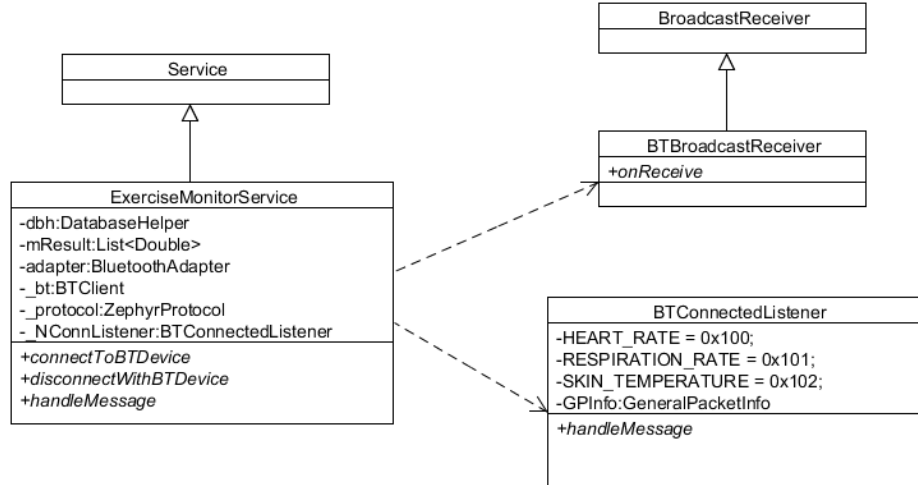 BroadcastReceiver
Service
BTBroadcastReceiver
+onReceive
ExerciseMonitorService
-dbh:DatabaseHelper
-mResult:List<Double>
-adapter:BluetoothAdapter
-_bt:BTClient
-_protocol:ZephyrProtocol
-_NConnListener:BTConnectedListener
+connectToBTDevice
+disconnectWithBTDevice
+handleMessage
BTConnectedListener
-HEART_RATE = 0x100;
-RESPIRATION_RATE = 0x101;
-SKIN_TEMPERATURE = 0x102;
-GPInfo:GeneralPacketInfo
+handleMessage